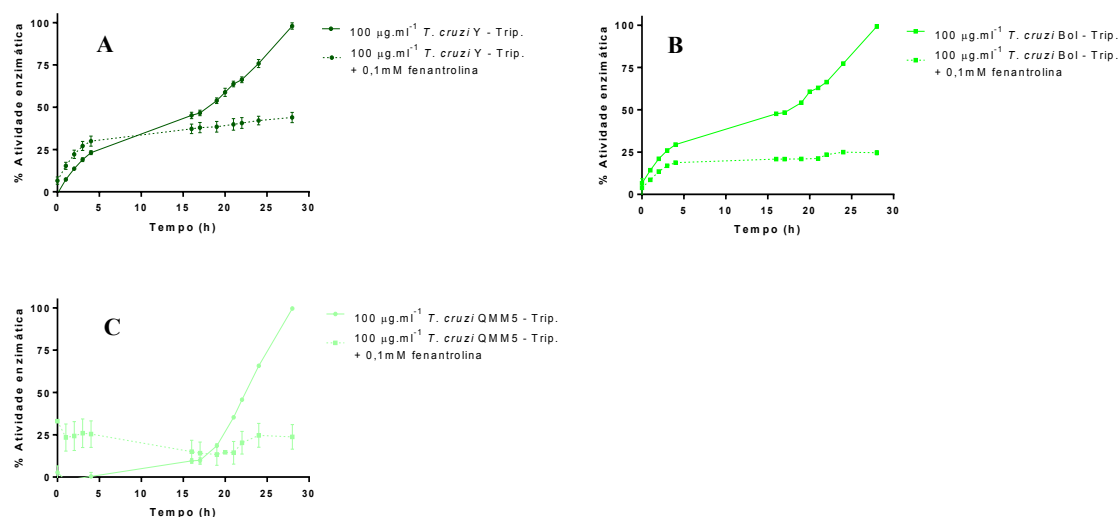 A
% Atividade enzimática
100
75
50
25
0
0 5 10 15 20 25 30
Tempo (h)
100 µg.ml⁻¹ T. cruzi Y - Trip.
100 µg.ml⁻¹ T. cruzi Y - Trip.
+ 0,1mM fenantrolina
B
% Atividade enzimática
100
75
50
25
0
0 5 10 15 20 25 30
Tempo (h)
100 µg.ml⁻¹ T. cruzi Bol - Trip.
100 µg.ml⁻¹ T. cruzi Bol - Trip.
+ 0,1mM fenantrolina
C
% Atividade enzimática
100
75
50
25
0
0 5 10 15 20 25 30
Tempo (h)
100 µg.ml⁻¹ T. cruzi QMM5 - Trip.
100 µg.ml⁻¹ T. cruzi QMM5 - Trip.
+ 0,1mM fenantrolina